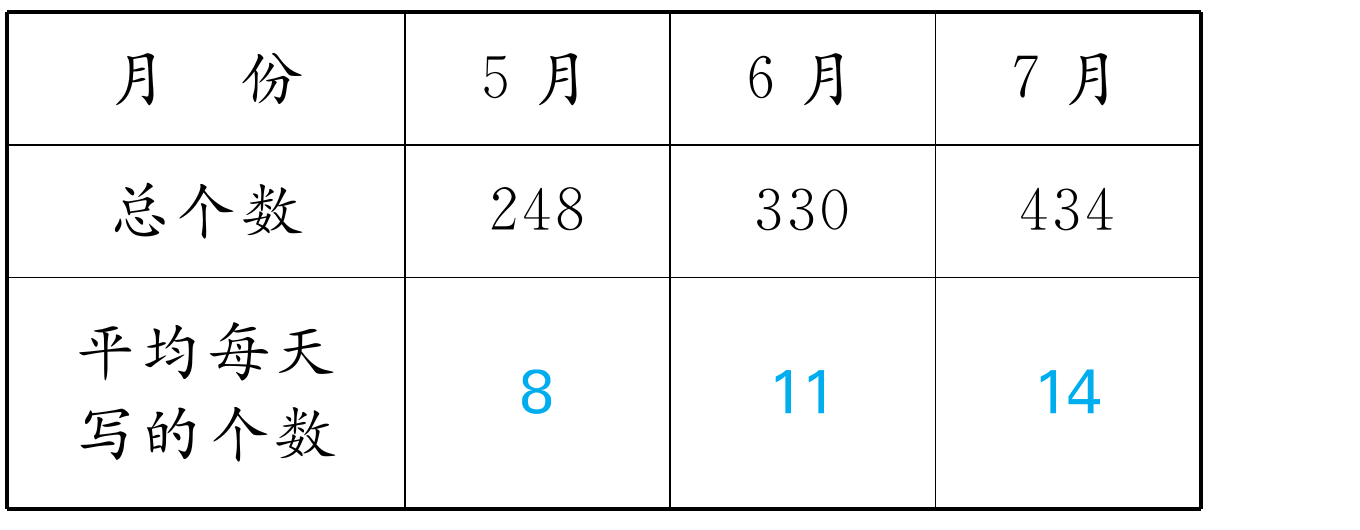 月 份 5 月 6 月 7 月
总个数 248 330 434
平均每天
写的个数 8 11 14